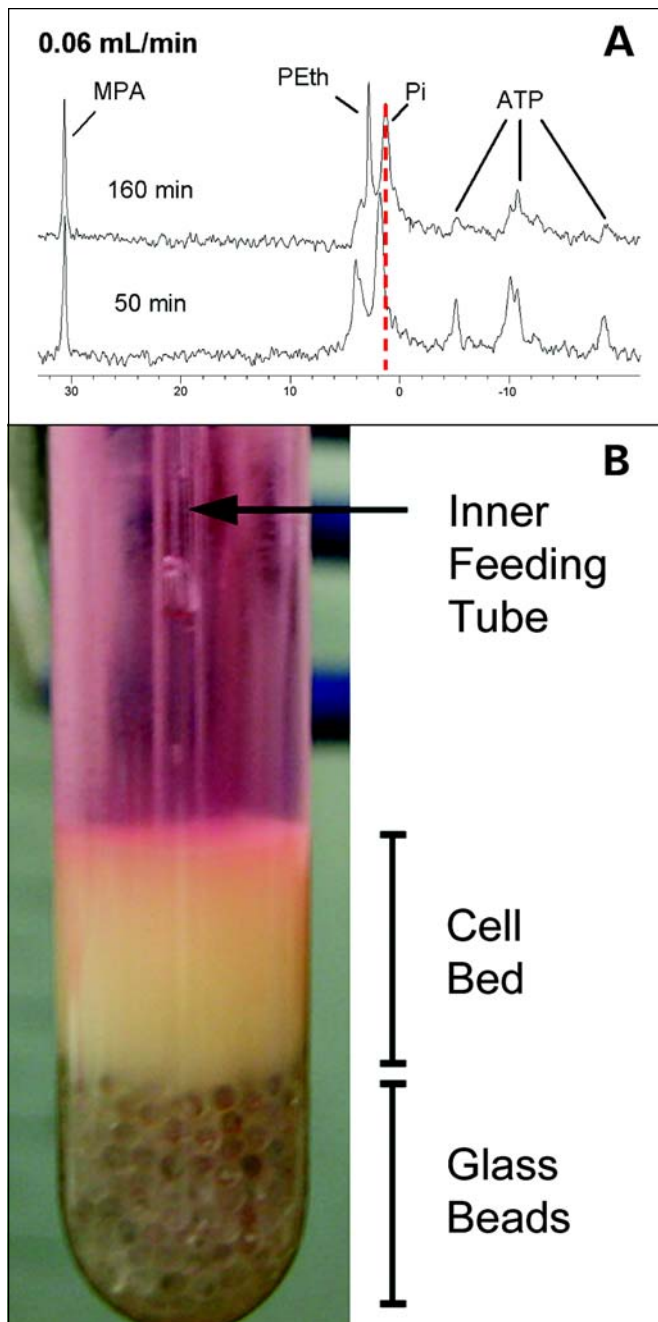 0.06 mL/min
A
MPA
PEth
Pi
ATP
160 min
50 min
30
20
10
0
-10
B
Inner
Feeding
Tube
Cell
Bed
Glass
Beads